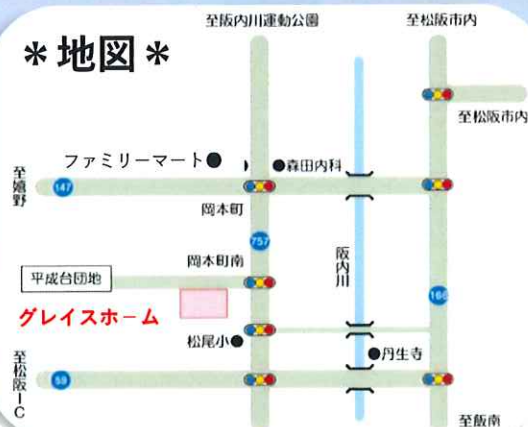 ＊地図＊
至阪内川運動公園
至松阪市内
至松阪市内
ファミリーマート
森田内科
至嬉野
147
岡本町
757
岡本町南
阪内川
平成台団地
166
グレイスホーム
松尾小
丹生寺
至松阪IC
59
至飯南